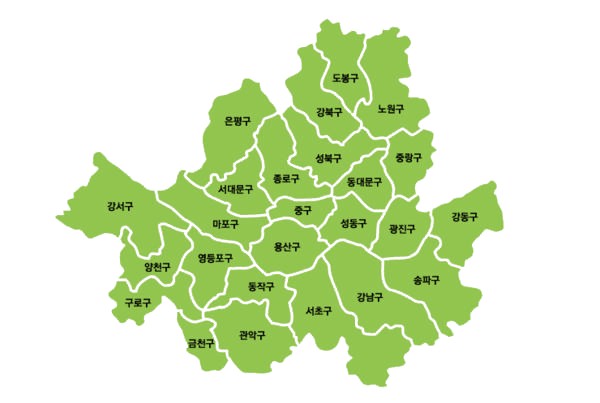 도봉구
노원구
강북구
은평구
성북구
중랑구
종로구
동대문구
서대문구
강서구
중구
강동구
마포구
성동구
광진구
용산구
영등포구
양천구
송파구
동작구
강남구
구로구
서초구
관악구
금천구